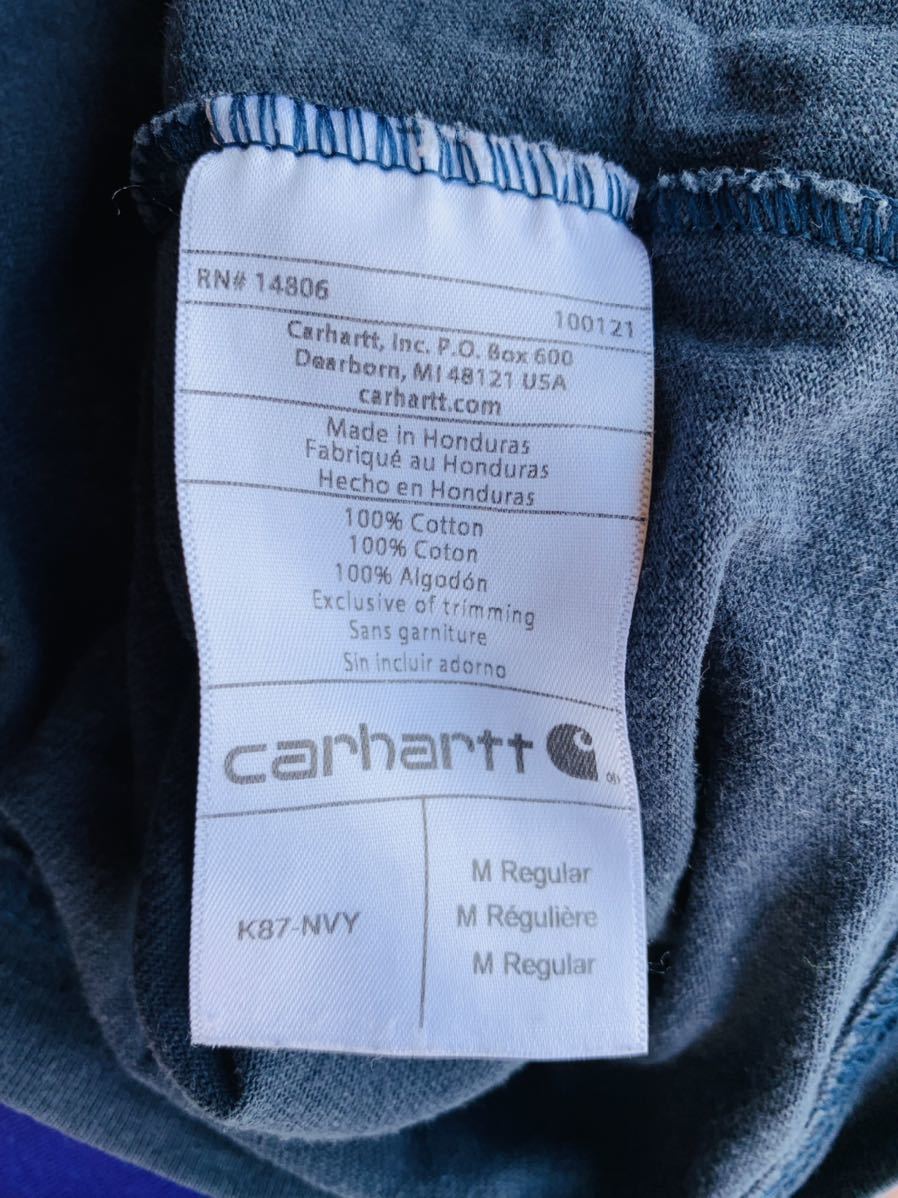 RN# 14806
100121
Carhartt, Inc. P.O. Box 600
Dearborn, MI 48121 USA
carhartt.com
Made in Honduras
Fabriqué au Honduras
Hecho en Honduras
100% Cotton
100% Coton
100% Algodón
Exclusive of trimming
Sans garniture
Sin incluir adorno
carhartt
K87-NVY
M Regular
M Régulière
M Regular